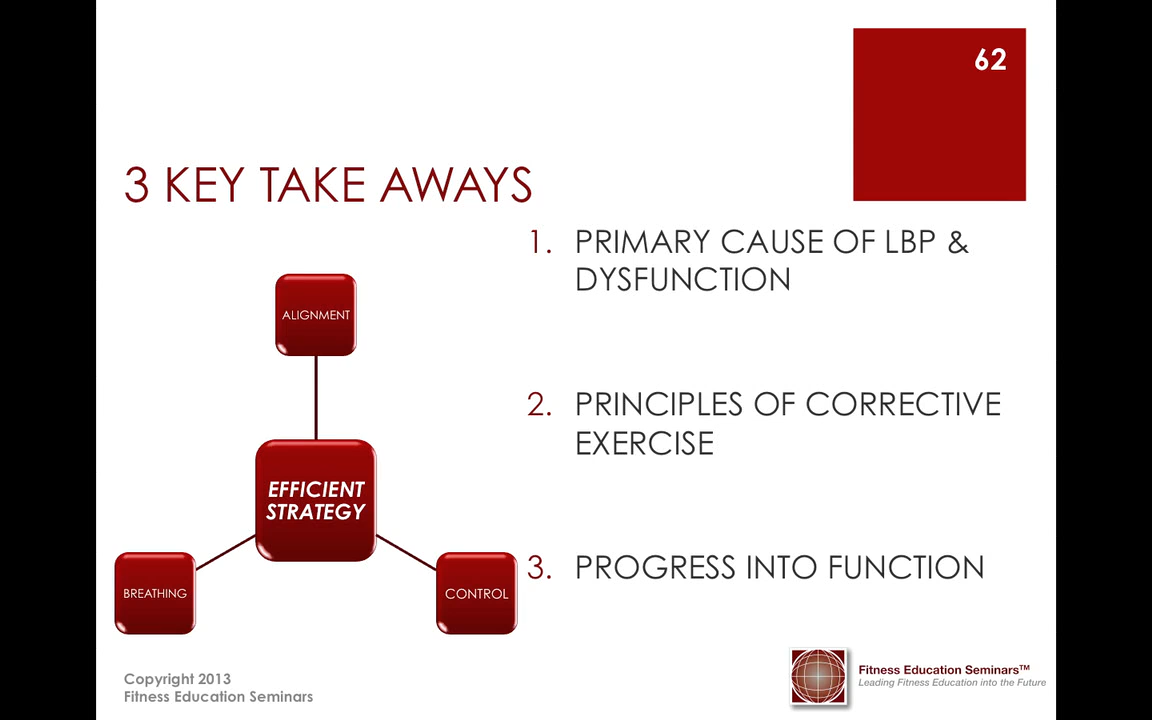 62
3 KEY TAKE AWAYS
1. PRIMARY CAUSE OF LBP &
DYSFUNCTION
2. PRINCIPLES OF CORRECTIVE
EXERCISE
3. PROGRESS INTO FUNCTION
ALIGNMENT
EFFICIENT
STRATEGY
BREATHING
CONTROL
Copyright 2013
Fitness Education Seminars
Fitness Education Seminars™
Leading Fitness Education into the Future